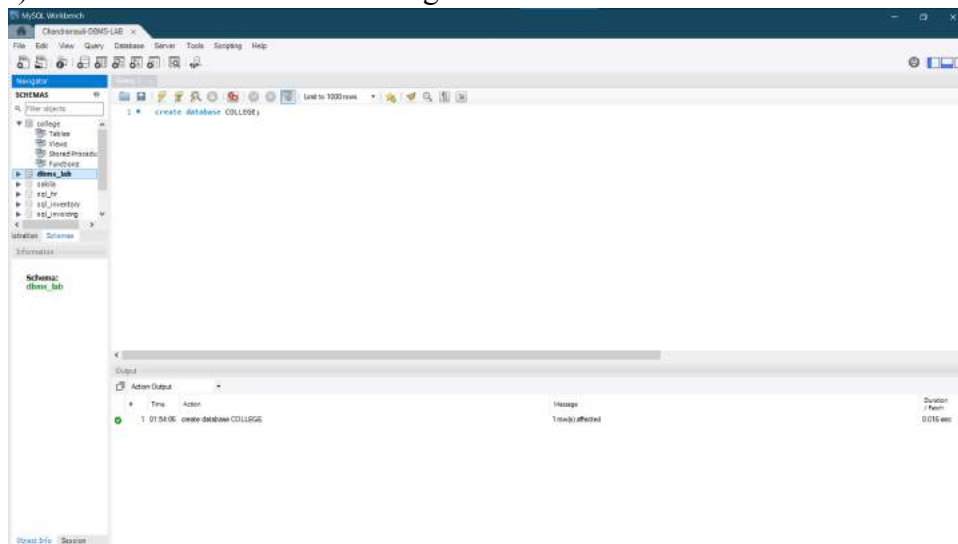 MySQL Workbench
Chandramauli-DBMS-LAB ×
File Edit View Query Database Server Tools Scripting Help
Navigator
SCHEMAS
Filter objects
college
Tables
Views
Stored Procedu
Functions
dbms_lab
sakila
sql_hr
sql_inventory
sql_invoicing
istration Schemas
Information
Schema:
dbms_lab
Object Info Session
Limit to 1000 rows
1 create database COLLEGE;
Output
Action Output
# Time Action Message Duration / Fetch
1 01:54:06 create database COLLEGE 1 row(s) affected 0.016 sec